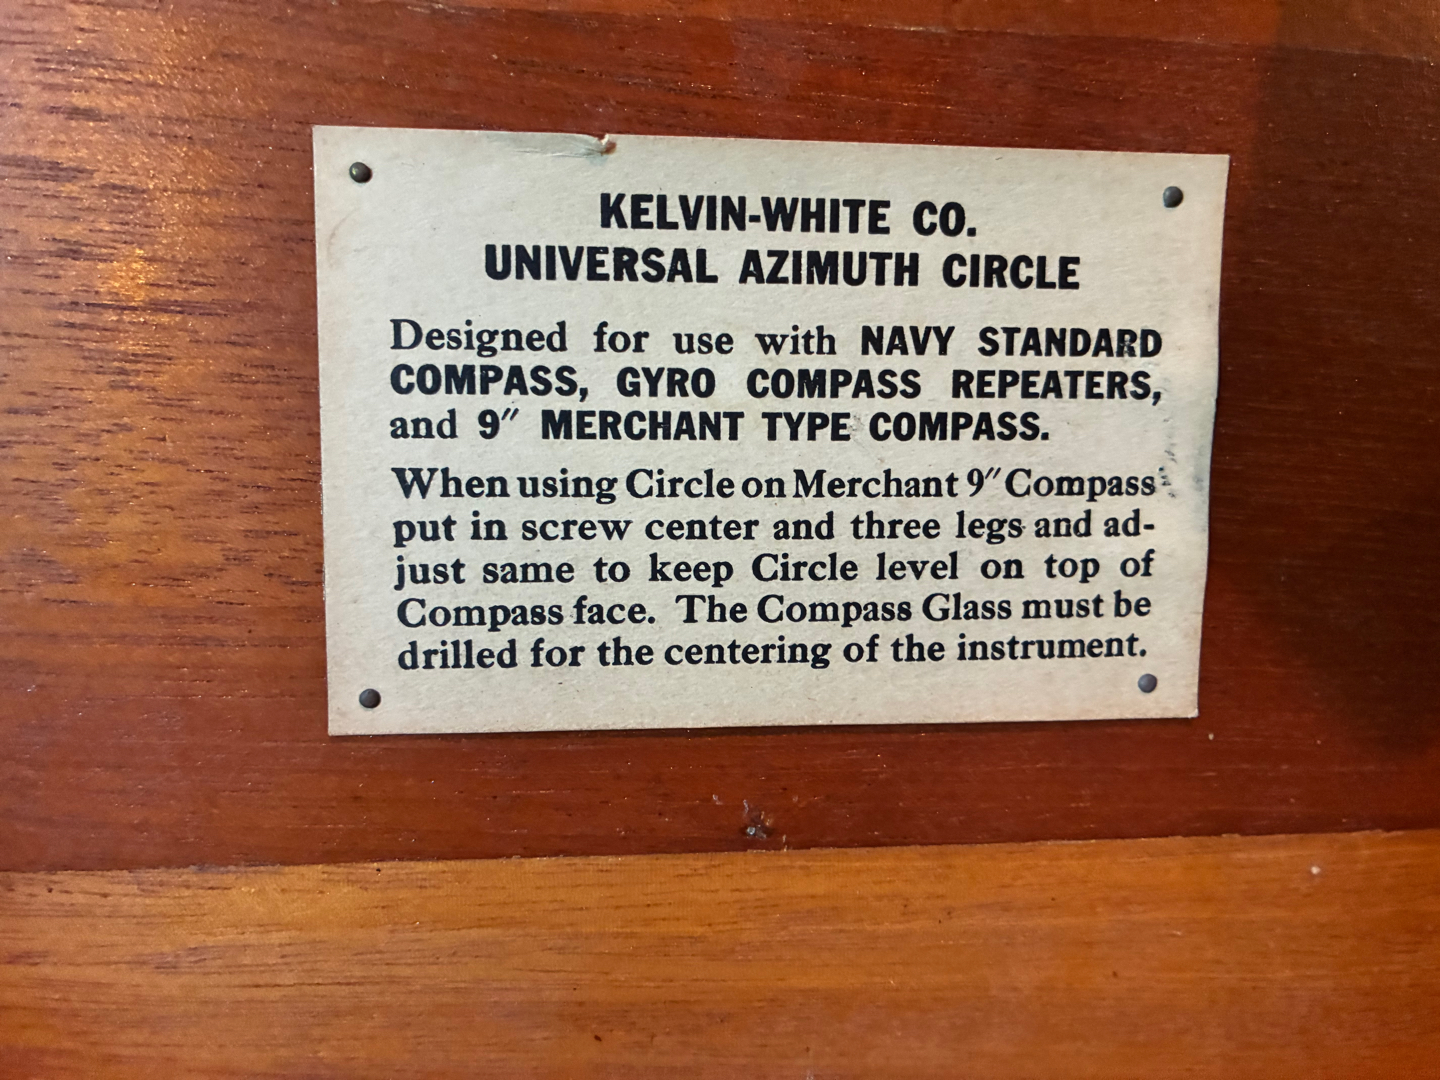 KELVIN-WHITE CO.
UNIVERSAL AZIMUTH CIRCLE
Designed for use with NAVY STANDARD
COMPASS, GYRO COMPASS REPEATERS,
and 9″ MERCHANT TYPE COMPASS.
When using Circle on Merchant 9″ Compass
put in screw center and three legs and ad-
just same to keep Circle level on top of
Compass face. The Compass Glass must be
drilled for the centering of the instrument.